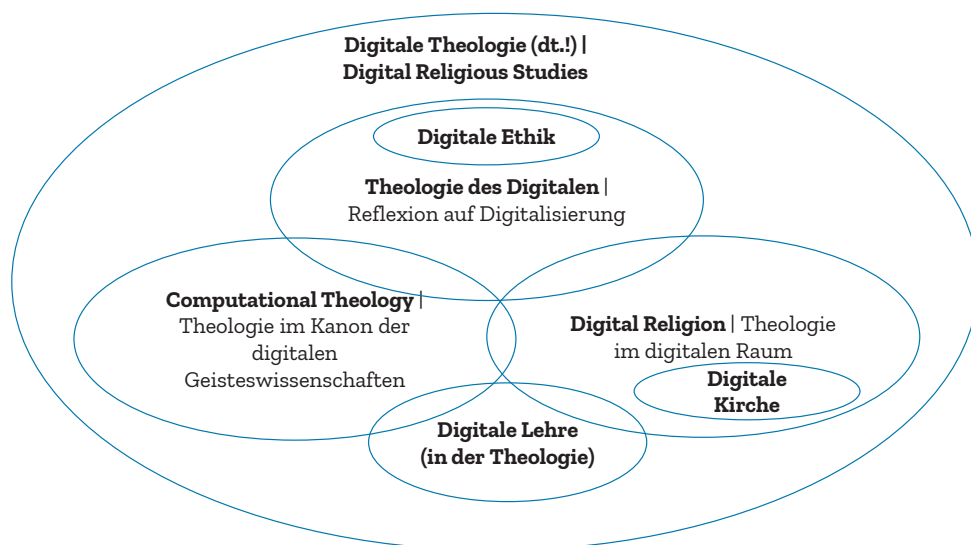 Digitale Theologie (dt.!) |
Digital Religious Studies
Digitale Ethik
Theologie des Digitalen |
Reflexion auf Digitalisierung
Computational Theology |
Theologie im Kanon der
digitalen
Geisteswissenschaften
Digital Religion | Theologie
im digitalen Raum
Digitale
Kirche
Digitale Lehre
(in der Theologie)